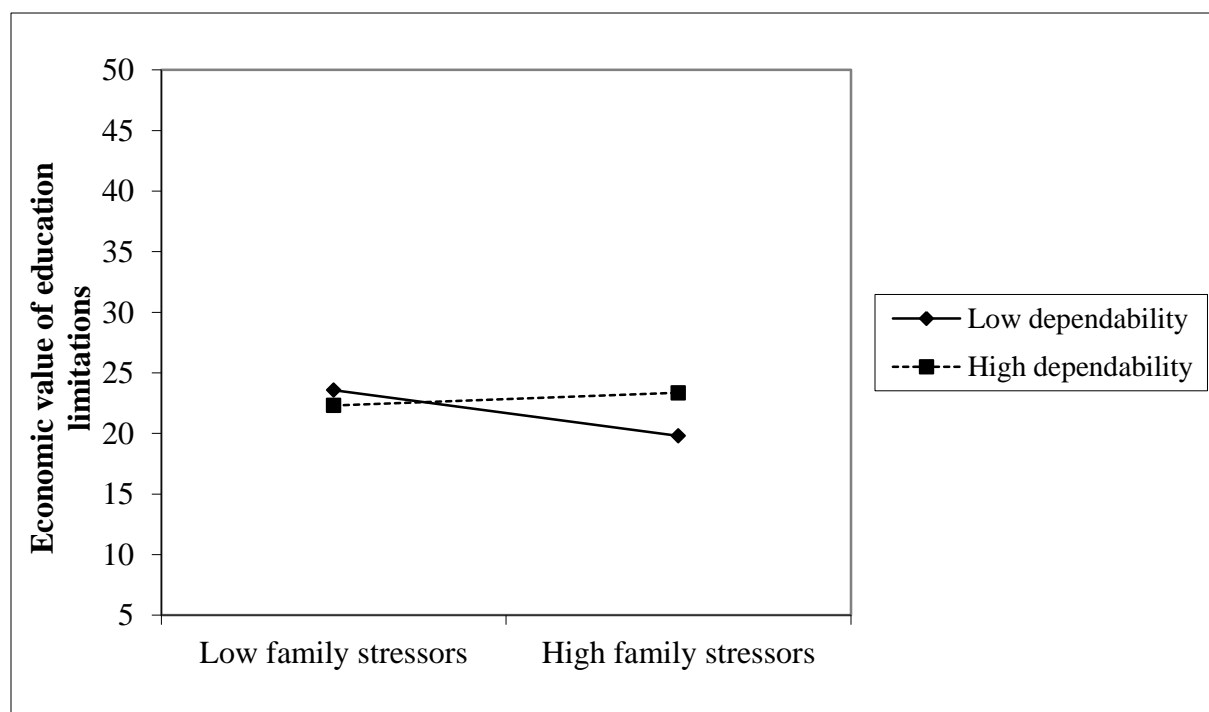 50
45
40
35
30
25
20
15
10
5
Economic value of education
limitations
Low family stressors
High family stressors
Low dependability
High dependability